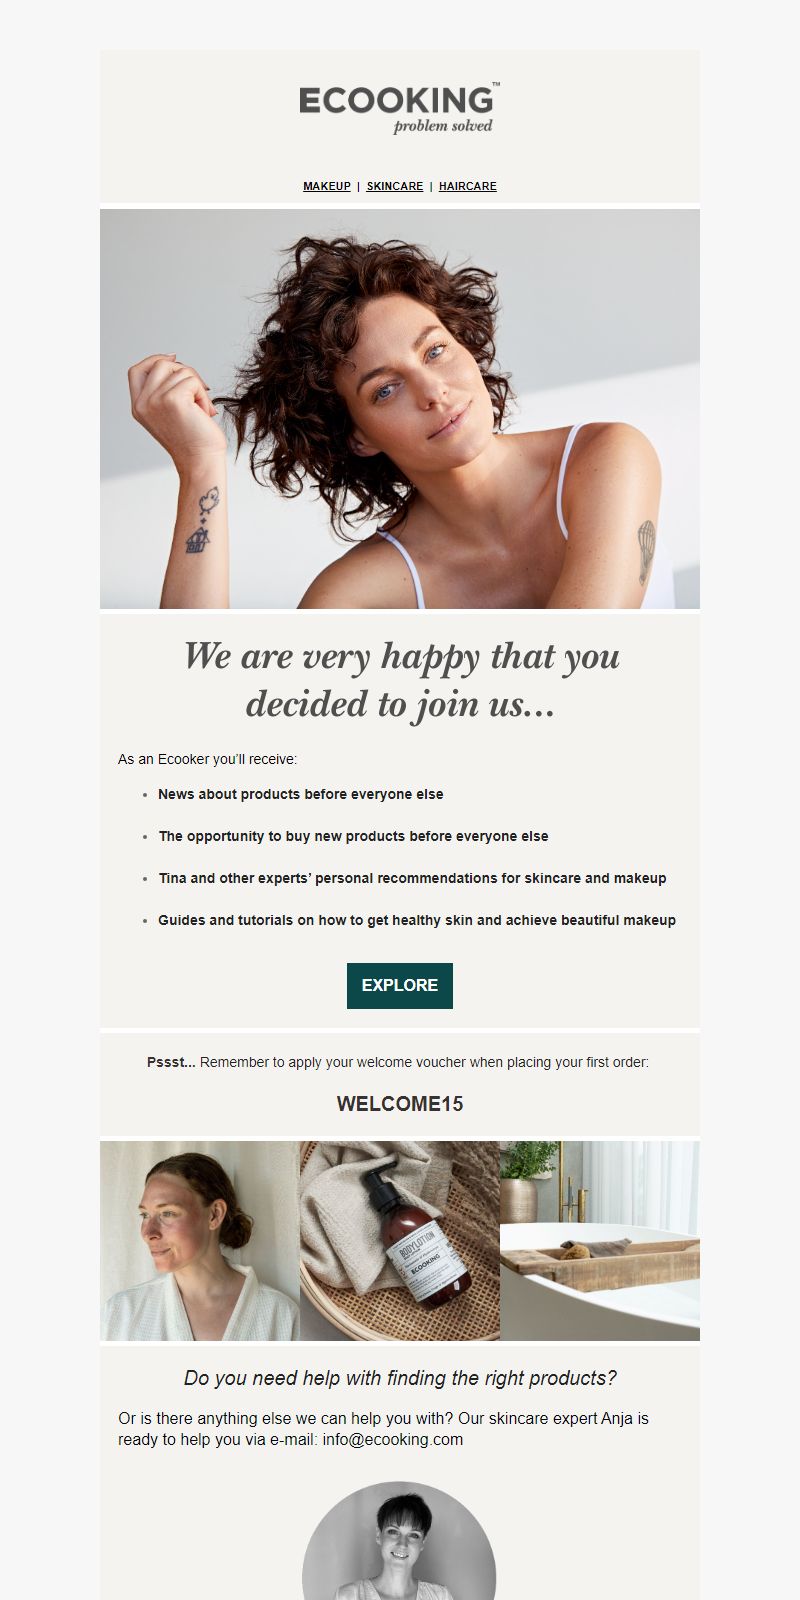 ECOOKING™
problem solved
MAKEUP | SKINCARE | HAIRCARE
We are very happy that you
decided to join us...
As an Ecooker you’ll receive:
• News about products before everyone else
• The opportunity to buy new products before everyone else
• Tina and other experts’ personal recommendations for skincare and makeup
• Guides and tutorials on how to get healthy skin and achieve beautiful makeup
EXPLORE
Pssst... Remember to apply your welcome voucher when placing your first order:
WELCOME15
BODYLOTION
ECOOKING
Do you need help with finding the right products?
Or is there anything else we can help you with? Our skincare expert Anja is
ready to help you via e-mail: info@ecooking.com